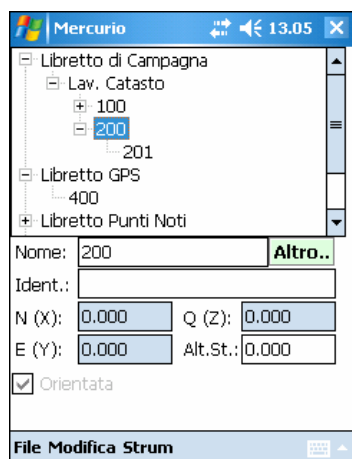 Mercurio 13.05
Libretto di Campagna
Lav. Catasto
100
200
201
Libretto GPS
400
Libretto Punti Noti
Nome: 200 Altro..
Ident.:
N (X): 0.000 Q (Z): 0.000
E (Y): 0.000 Alt.St.: 0.000
Orientata
File Modifica Strum